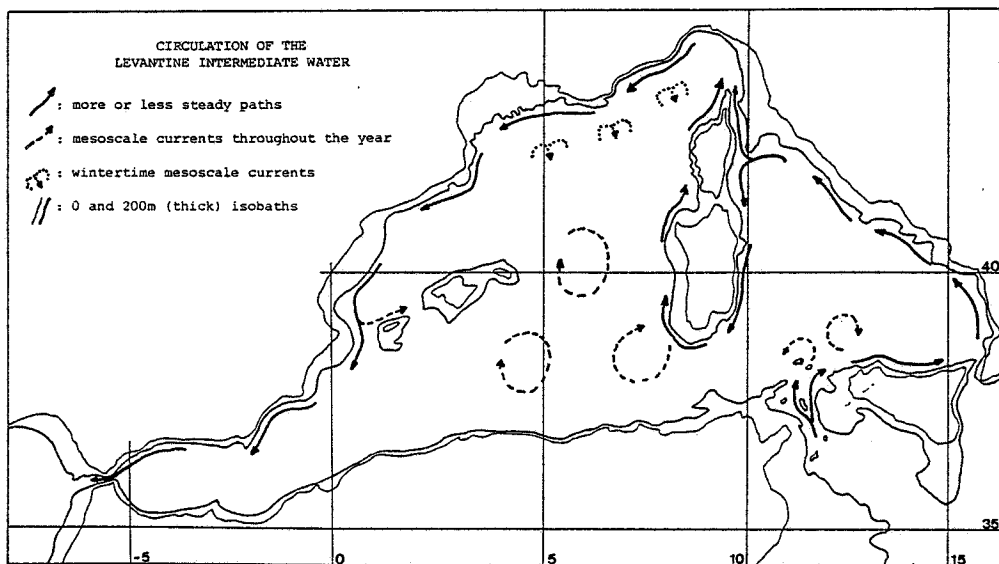 CIRCULATION OF THE
LEVANTINE INTERMEDIATE WATER
: more or less steady paths
: mesoscale currents throughout the year
: wintertime mesoscale currents
: 0 and 200m (thick) isobaths
40
35
-5
0
5
10
15